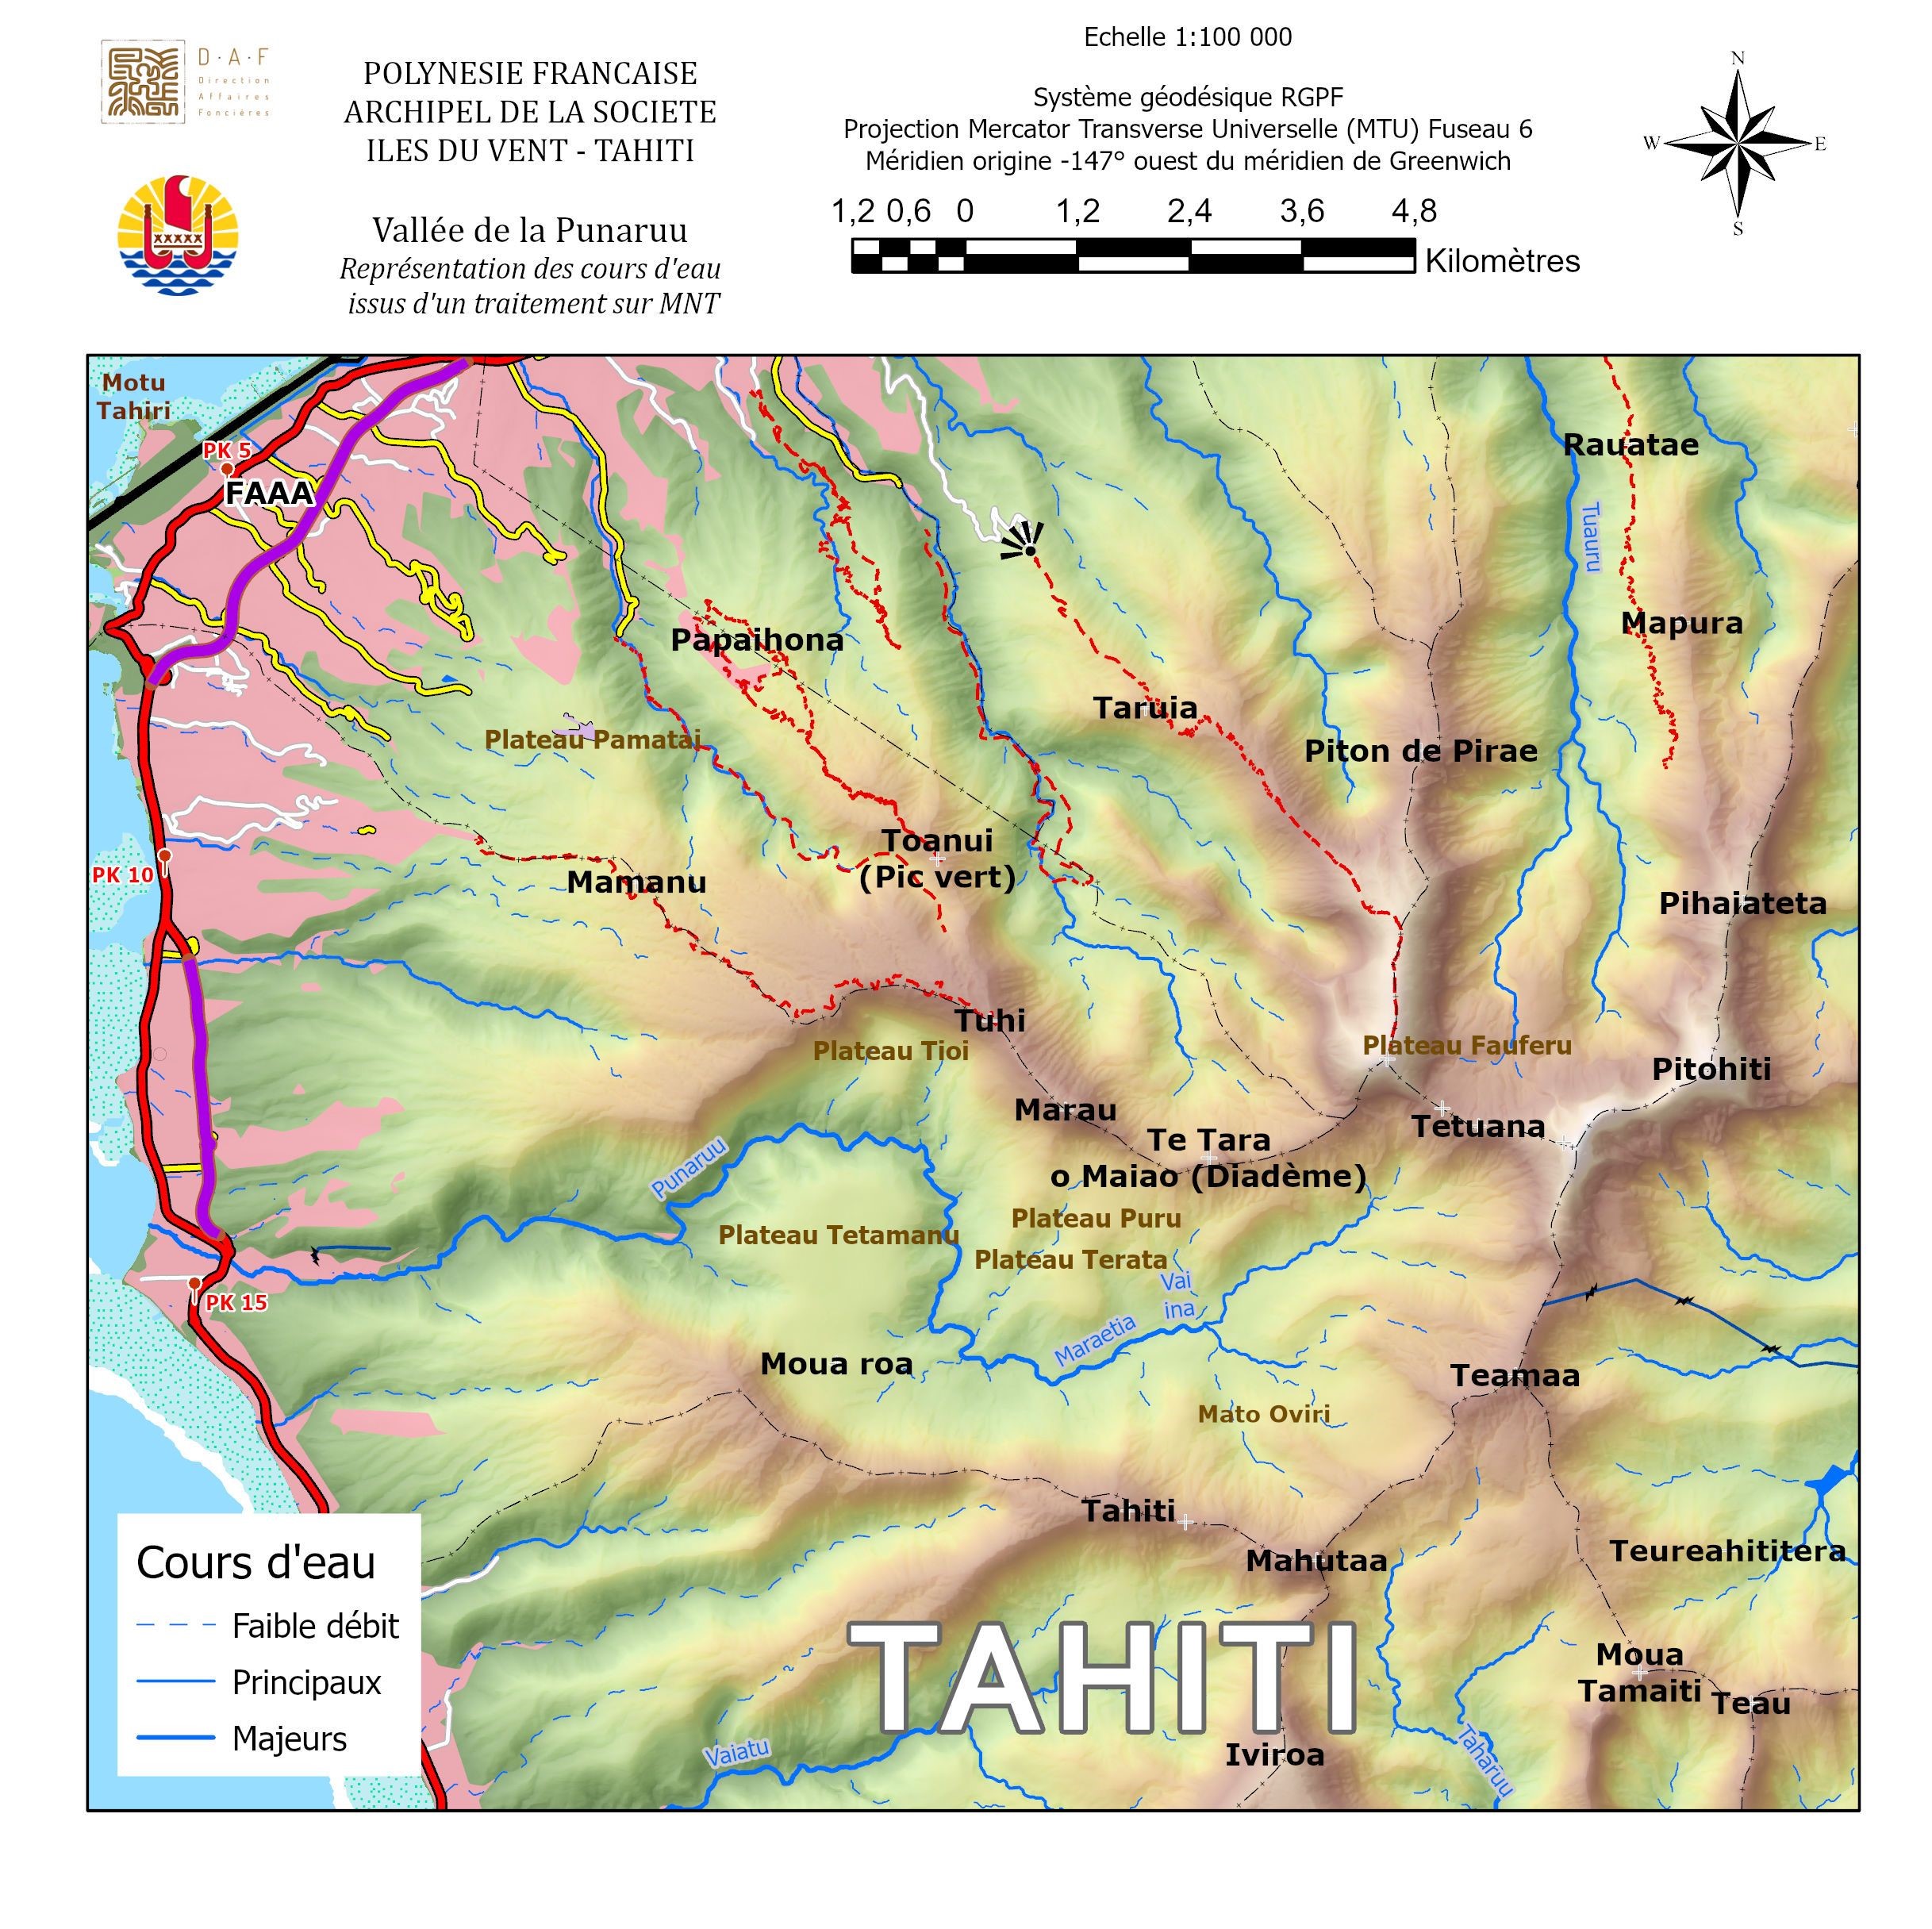 D·A·F
Direction
Affaires
Foncières
POLYNESIE FRANCAISE
ARCHIPEL DE LA SOCIETE
ILES DU VENT - TAHITI
Vallée de la Punaruu
Représentation des cours d'eau
issus d'un traitement sur MNT
Echelle 1:100 000
Système géodésique RGPF
Projection Mercator Transverse Universelle (MTU) Fuseau 6
Méridien origine -147° ouest du méridien de Greenwich
1,2 0,6 0 1,2 2,4 3,6 4,8
Kilomètres
N
W
E
S
Motu
Tahiri
PK 5
FAAA
Rauatae
Tuauru
Mapura
Papaihona
Plateau Pamatai
Taruia
Piton de Pirae
Toanui
(Pic vert)
PK 10
Mamanu
Pihaiateta
Tuhi
Plateau Tioi
Plateau Fauferu
Pitohiti
Marau
Tetuana
Te Tara
o Maiao (Diadème)
Punaruu
Plateau Tetamanu
Plateau Puru
Plateau Terata
Vai
ina
Maraetia
PK 15
Moua roa
Teamaa
Mato Oviri
Tahiti
Mahutaa
Teureahititera
TAHITI
Moua
Tamaiti
Teau
Iviroa
Vaiatu
Taharuu
Cours d'eau
Faible débit
Principaux
Majeurs